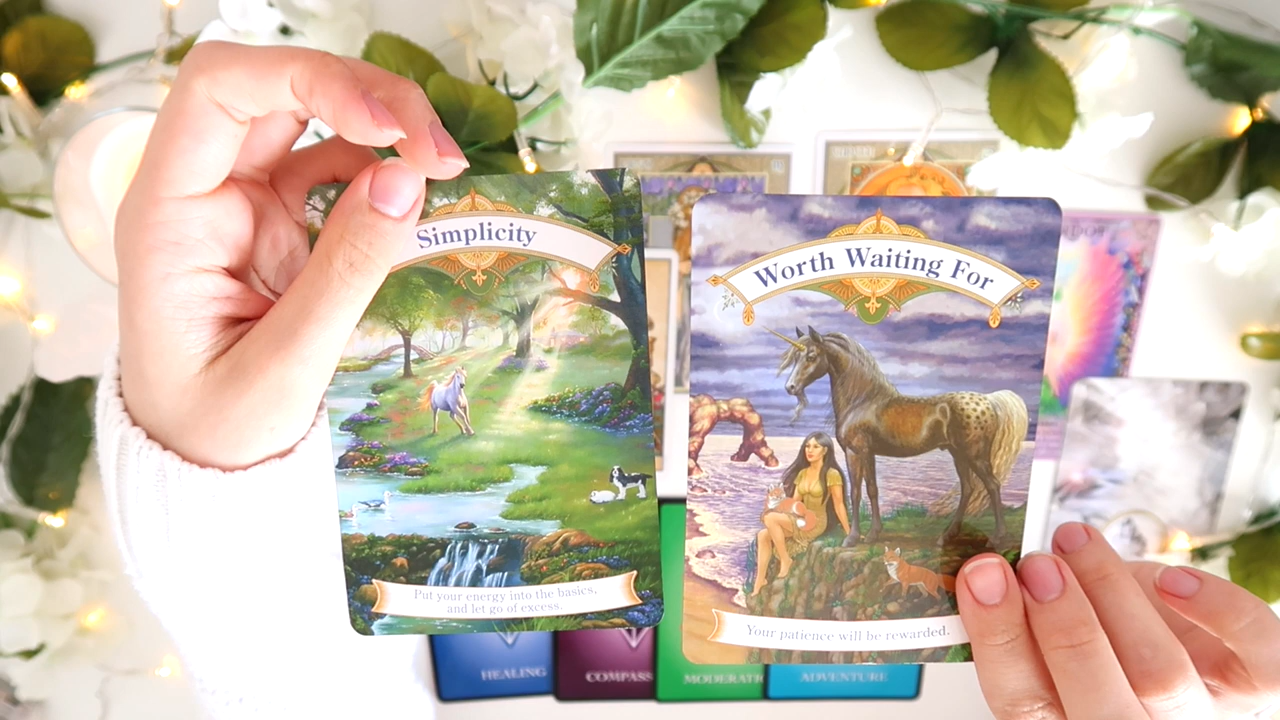 Simplicity
Worth Waiting For
Put your energy into the basics,
and let go of excess.
Your patience will be rewarded.
HEALING
COMPASS
MODERATI
ADVENTURE